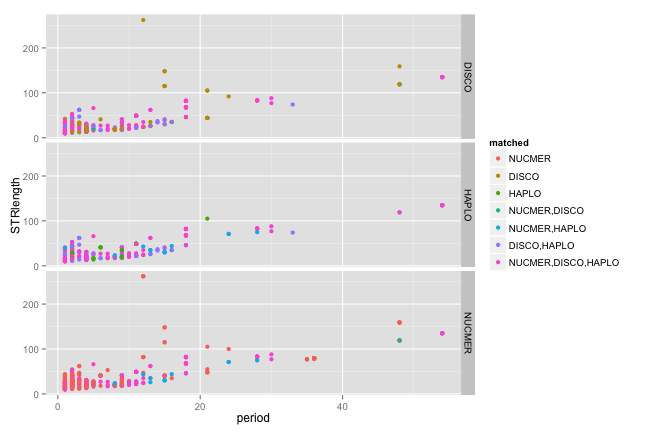 200
100
0
DISCO
200
100
0
HAPLO
200
100
0
NUCMER
0
20
40
period
STRlength
matched
NUCMER
DISCO
HAPLO
NUCMER,DISCO
NUCMER,HAPLO
DISCO,HAPLO
NUCMER,DISCO,HAPLO